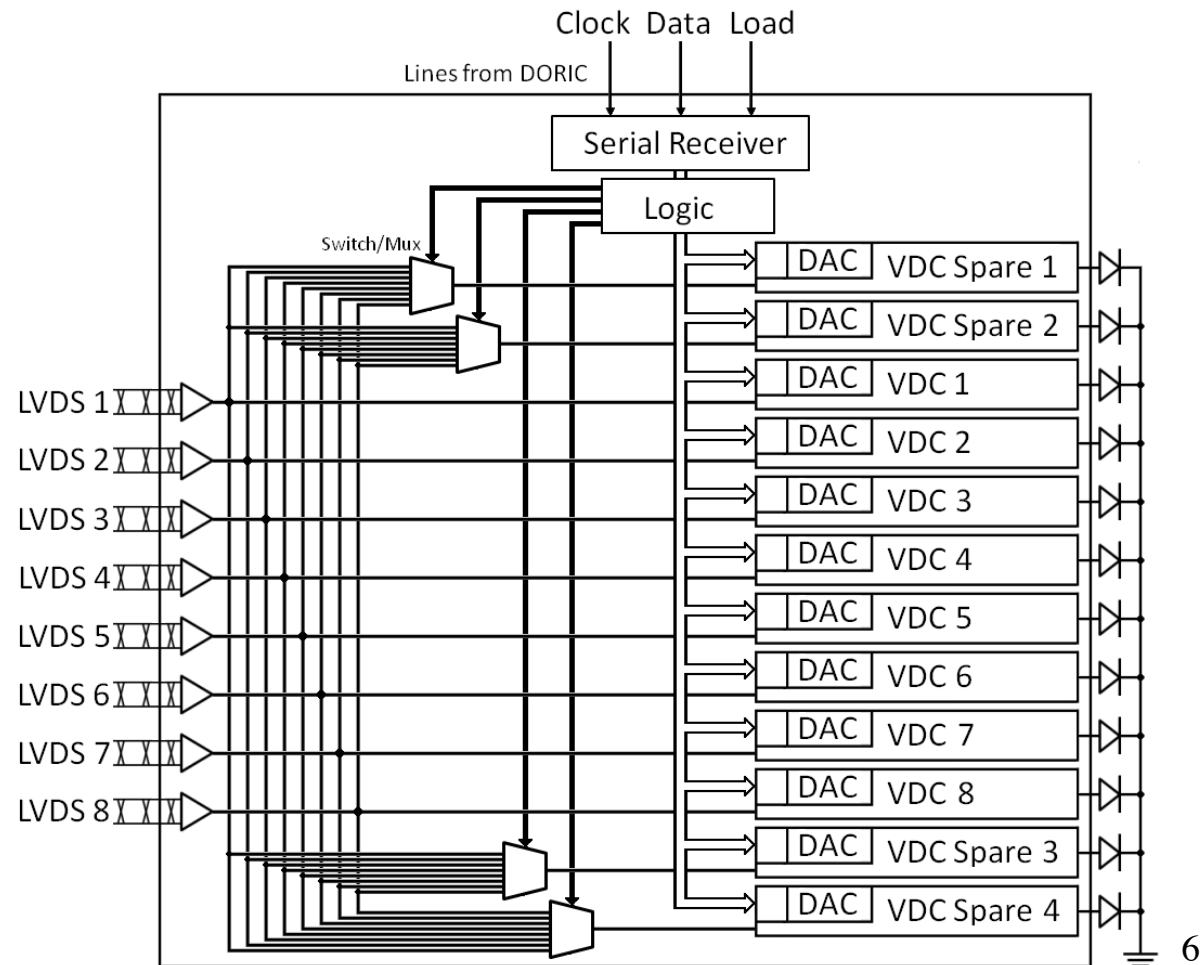 Clock Data Load
Lines from DORIC
Serial Receiver
Logic
Switch/Mux
DAC VDC Spare 1
DAC VDC Spare 2
LVDS 1 DAC VDC 1
LVDS 2 DAC VDC 2
LVDS 3 DAC VDC 3
LVDS 4 DAC VDC 4
LVDS 5 DAC VDC 5
LVDS 6 DAC VDC 6
LVDS 7 DAC VDC 7
LVDS 8 DAC VDC 8
DAC VDC Spare 3
DAC VDC Spare 4
6